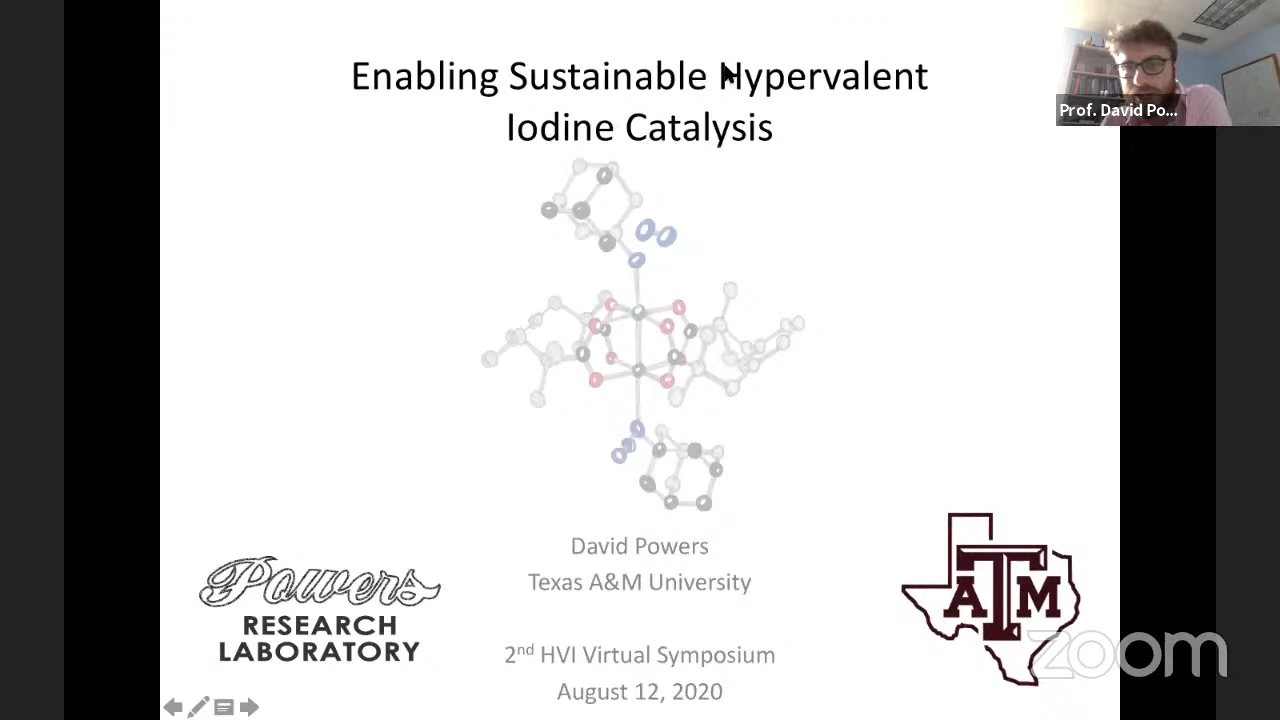 Enabling Sustainable Hypervalent
Iodine Catalysis
Prof. David Po...
David Powers
Texas A&M University
2nd HVI Virtual Symposium
August 12, 2020
Powers
RESEARCH
LABORATORY
ATM
zoom